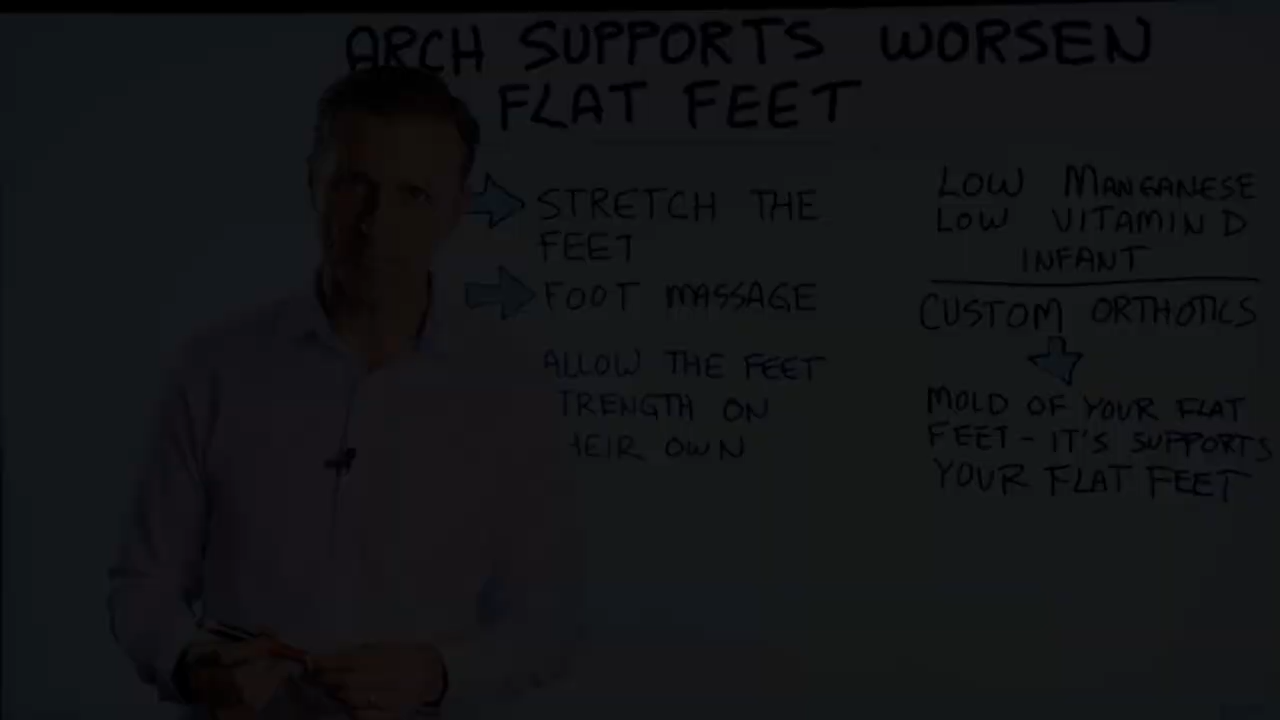 ARCH SUPPORTS WORSEN
FLAT FEET
STRETCH THE
FEET
FOOT MASSAGE
ALLOW THE FEET
TRENGTH ON
EIR OWN
LOW MANGANESE
LOW VITAMIN D
INFANT
CUSTOM ORTHOTICS
MOLD OF YOUR FLAT
FEET - IT'S SUPPORTS
YOUR FLAT FEET